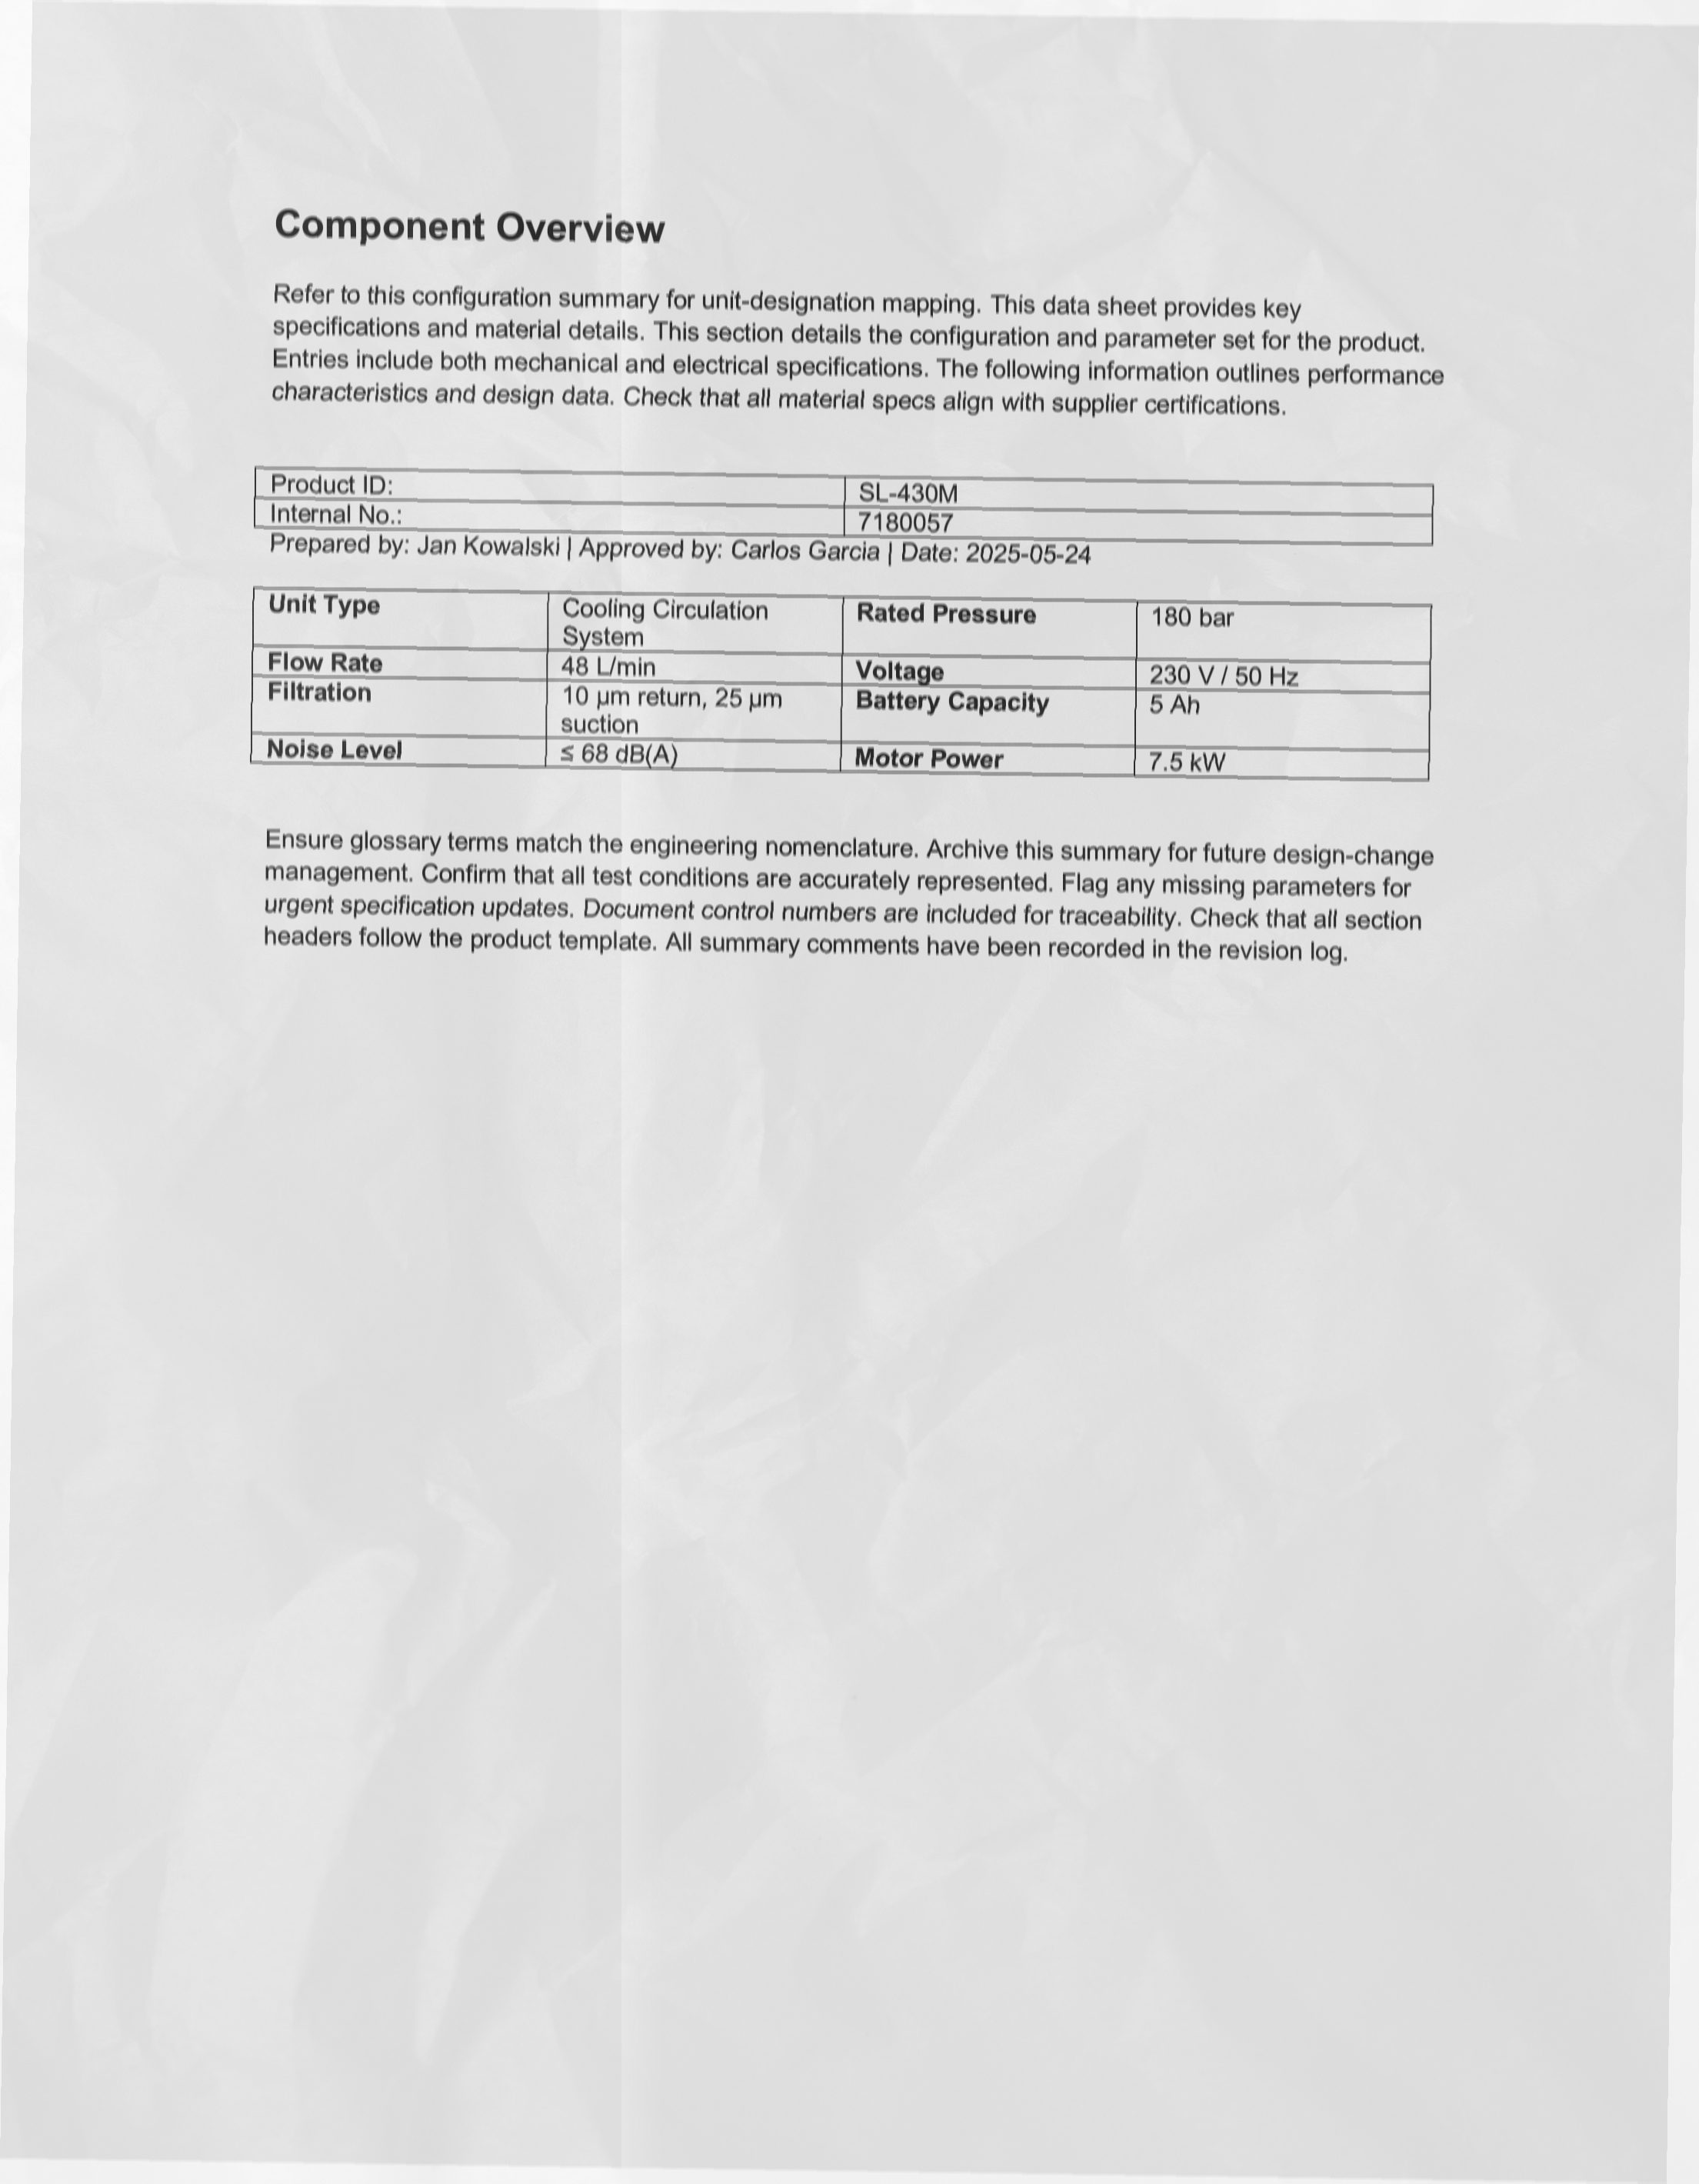 Component Overview
Refer to this configuration summary for unit-designation mapping. This data sheet provides key
specifications and material details. This section details the configuration and parameter set for the product.
Entries include both mechanical and electrical specifications. The following information outlines performance
characteristics and design data. Check that all material specs align with supplier certifications.
Product ID: SL-430M
Internal No.: 7180057
Prepared by: Jan Kowalski | Approved by: Carlos Garcia | Date: 2025-05-24
Unit Type Cooling Circulation Rated Pressure 180 bar
System
Flow Rate 48 L/min Voltage 230 V / 50 Hz
Filtration 10 µm return, 25 µm Battery Capacity 5 Ah
suction
Noise Level ≤ 68 dB(A) Motor Power 7.5 kW
Ensure glossary terms match the engineering nomenclature. Archive this summary for future design-change
management. Confirm that all test conditions are accurately represented. Flag any missing parameters for
urgent specification updates. Document control numbers are included for traceability. Check that all section
headers follow the product template. All summary comments have been recorded in the revision log.